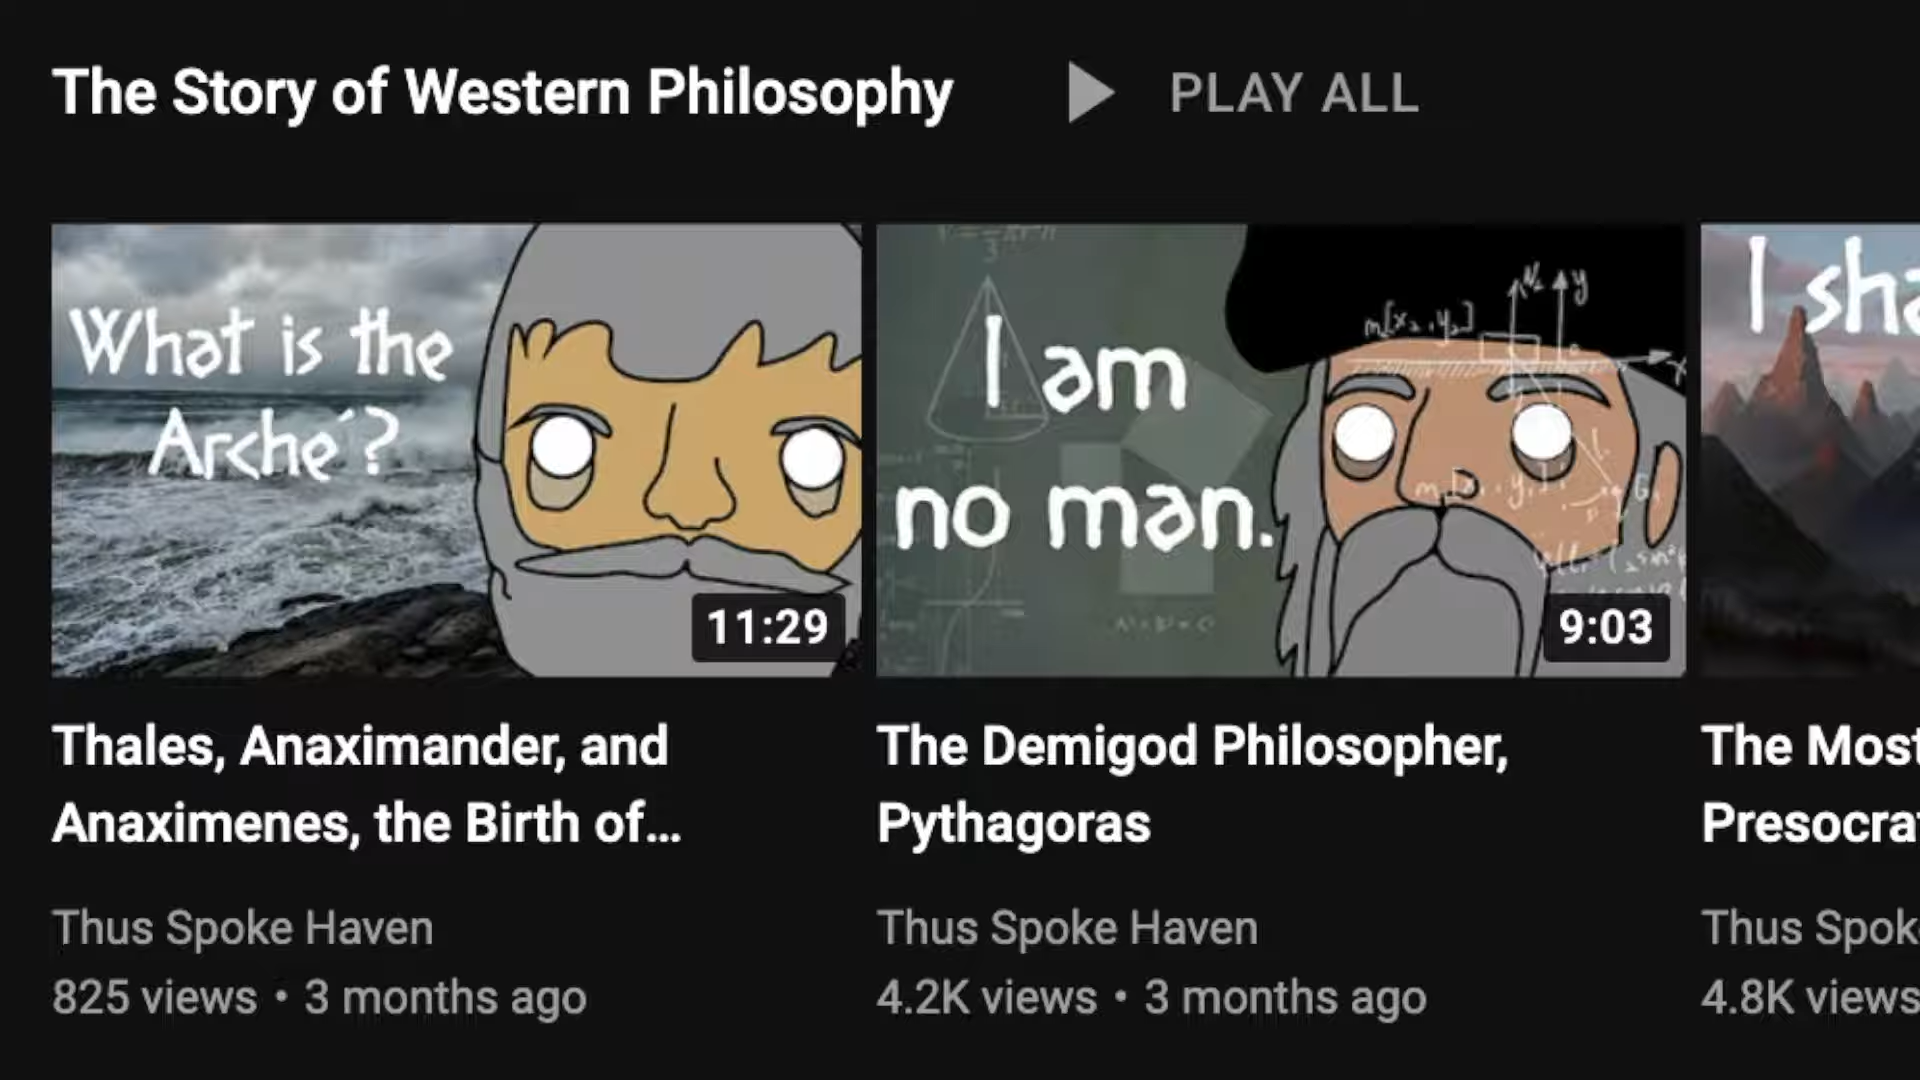 The Story of Western Philosophy
PLAY ALL
What is the
Arche´?
11:29
I am
no man.
9:03
I sha
Thales, Anaximander, and
Anaximenes, the Birth of...
The Demigod Philosopher,
Pythagoras
The Most
Presocrat
Thus Spoke Haven
825 views • 3 months ago
Thus Spoke Haven
4.2K views • 3 months ago
Thus Spok
4.8K views